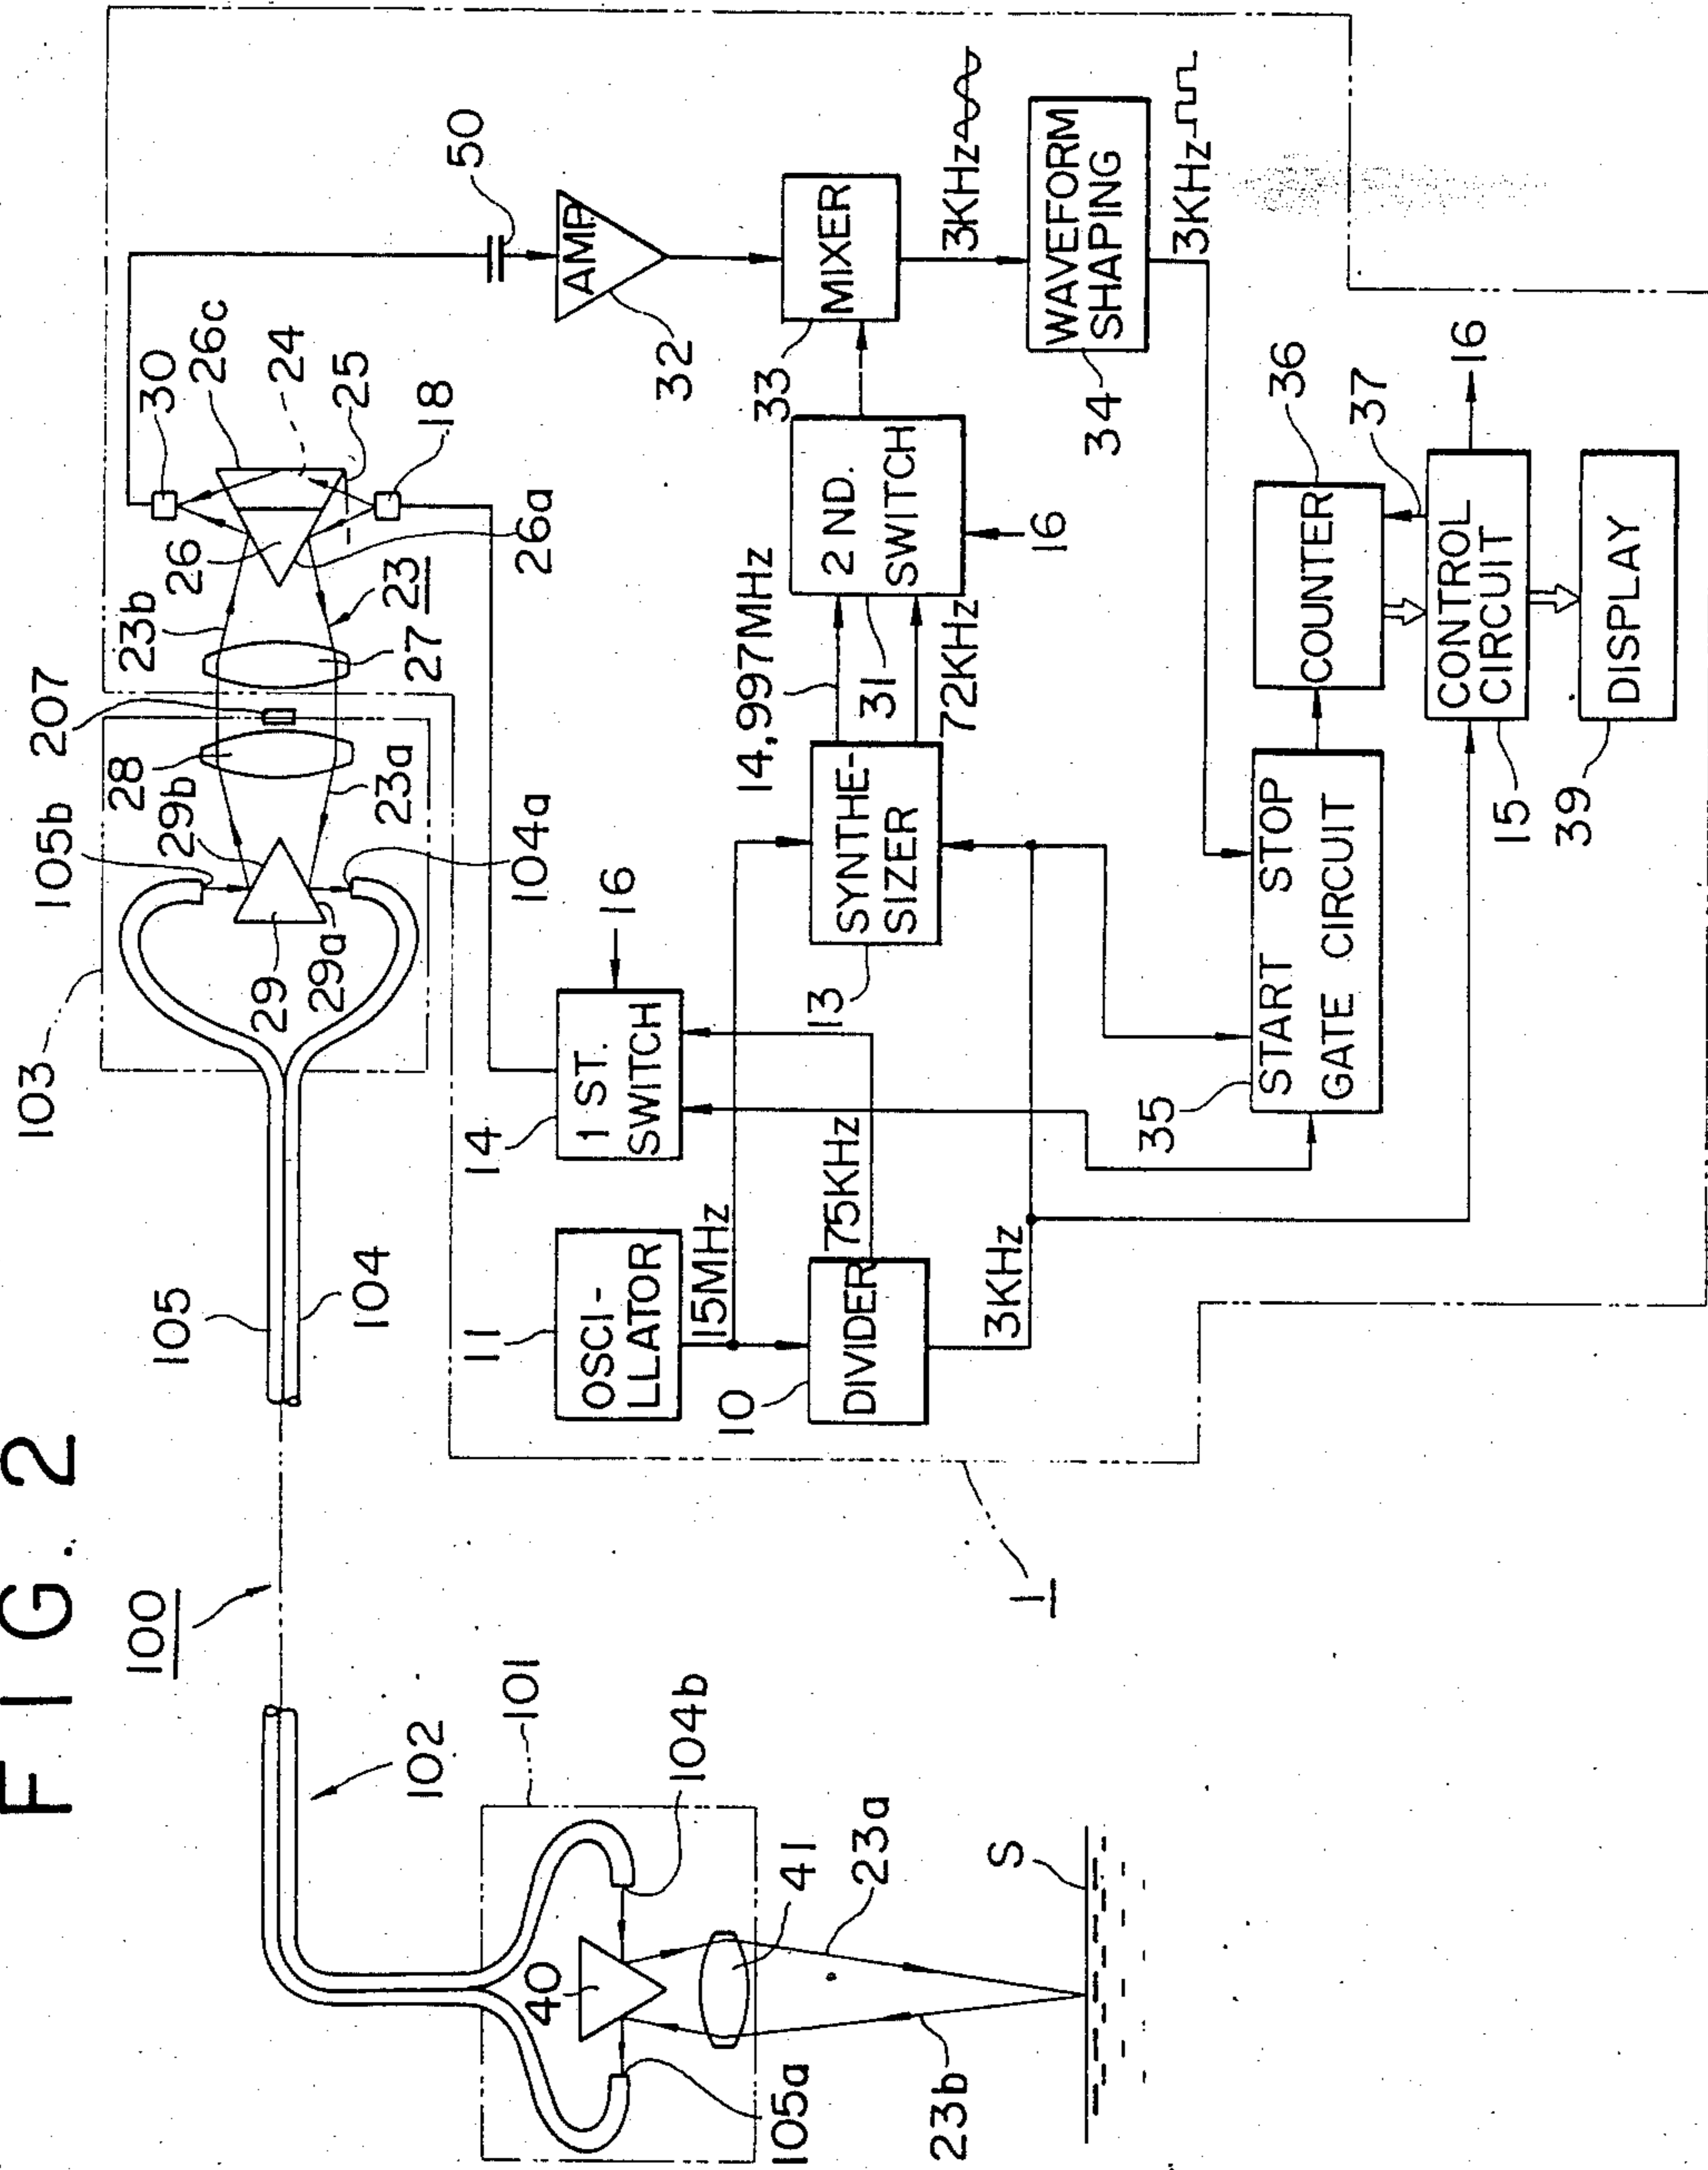 FIG. 2
100
102
101
104b
40
41
23a
23b
105a
S
1
103
105
104
105b
28
29b
29
29a
23a
104a
207
23b
27
23
26
26a
26c
24
25
30
18
50
AMP
32
MIXER
33
3KHz
WAVEFORM
SHAPING
34
3KHz
11
OSCI-
LLATOR
15MHz
10
DIVIDER
75KHz
3KHz
14
1 ST.
SWITCH
16
13
SYNTHE-
SIZER
14,997MHz
72KHz
31
2 ND.
SWITCH
16
35
START STOP
GATE CIRCUIT
36
COUNTER
37
15
CONTROL
CIRCUIT
16
39
DISPLAY